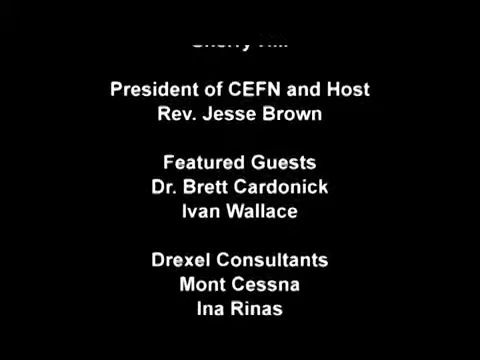 President of CEFN and Host
Rev. Jesse Brown
Featured Guests
Dr. Brett Cardonick
Ivan Wallace
Drexel Consultants
Mont Cessna
Ina Rinas